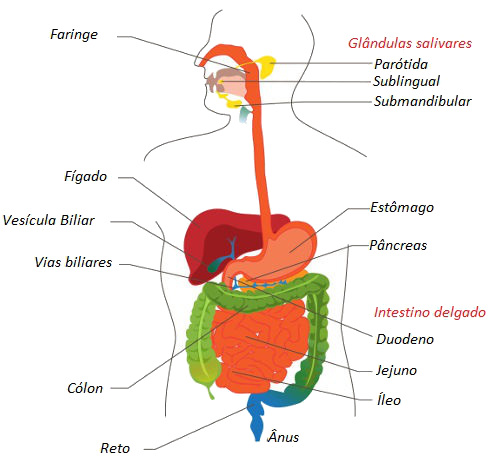 Faringe
Glândulas salivares
Parótida
Sublingual
Submandibular
Fígado
Vesícula Biliar
Vias biliares
Estômago
Pâncreas
Intestino delgado
Duodeno
Jejuno
Íleo
Cólon
Reto
Ânus